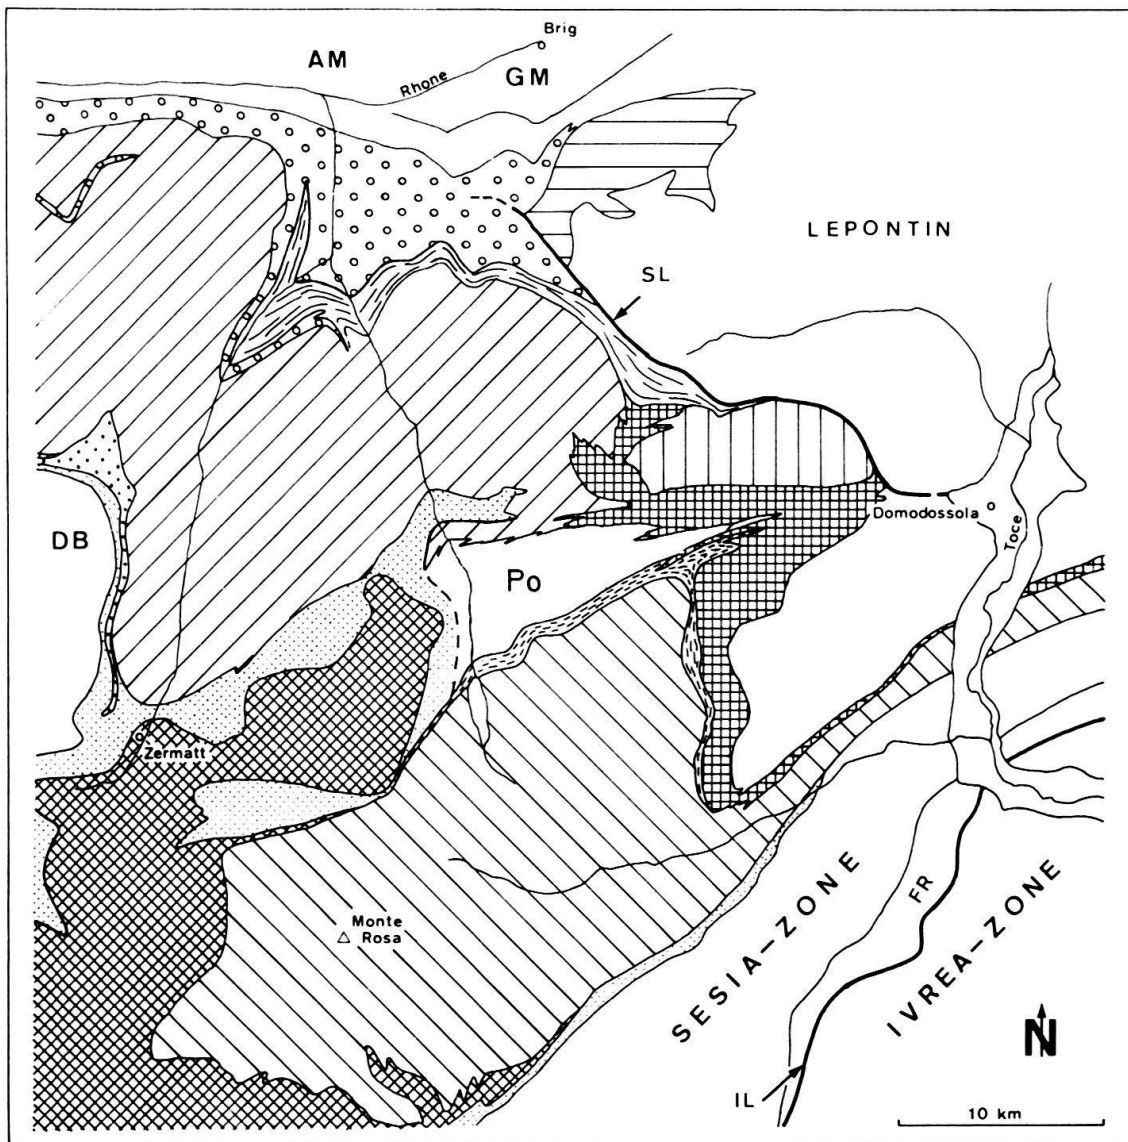 Brig
AM
Rhone
GM
LEPONTIN
SL
DB
Domodossola
Toce
Po
Zermatt
Monte
Rosa
SESIA-ZONE
FR
IVREA-ZONE
N
IL
10 km